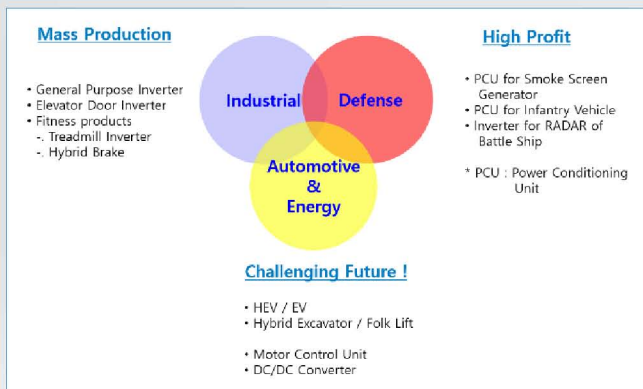 Mass Production
• General Purpose Inverter
• Elevator Door Inverter
• Fitness products
-. Treadmill Inverter
-. Hybrid Brake
Industrial
Defense
Automotive
&
Energy
High Profit
• PCU for Smoke Screen
Generator
• PCU for Infantry Vehicle
• Inverter for RADAR of
Battle Ship
* PCU : Power Conditioning
Unit
Challenging Future !
• HEV / EV
• Hybrid Excavator / Folk Lift
• Motor Control Unit
• DC/DC Converter